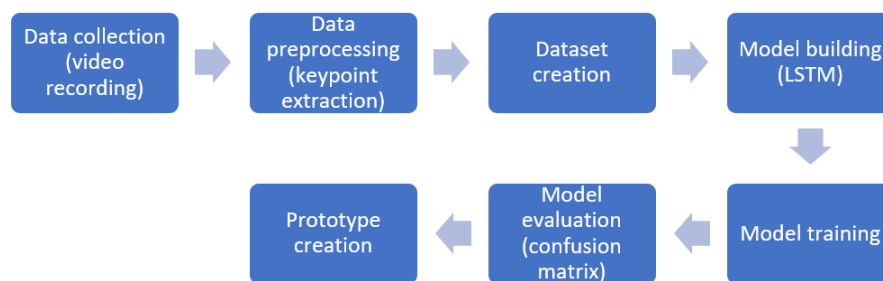 Data collection
(video
recording)
Data
preprocessing
(keypoint
extraction)
Dataset
creation
Model building
(LSTM)
Model training
Model
evaluation
(confusion
matrix)
Prototype
creation